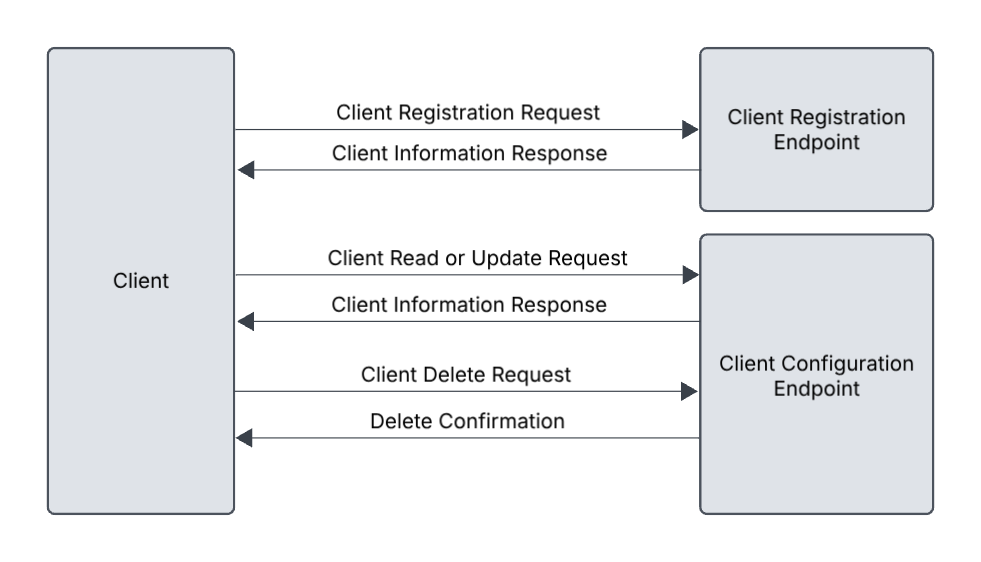 Client Registration Request
Client Registration
Endpoint
Client Information Response
Client Read or Update Request
Client
Client Information Response
Client Configuration
Endpoint
Client Delete Request
Delete Confirmation